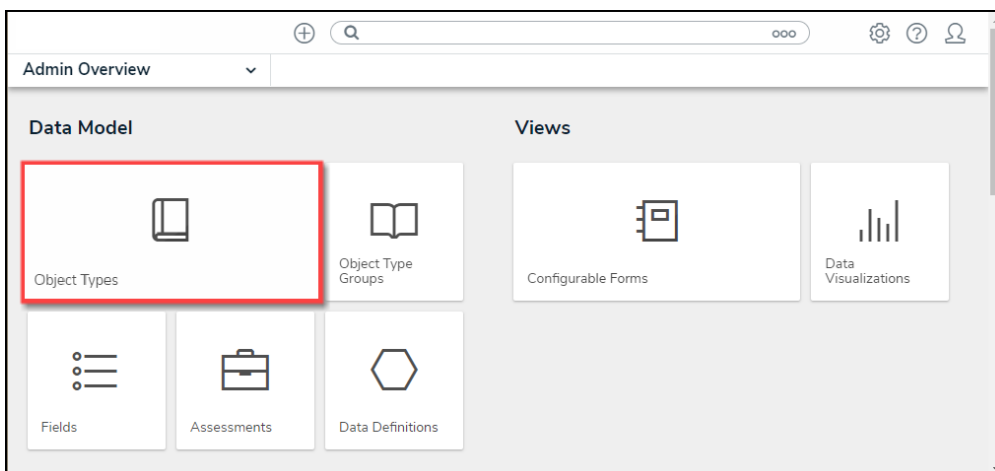 Admin Overview
Data Model
Views
Object Types
Object Type
Groups
Configurable Forms
Data
Visualizations
Fields
Assessments
Data Definitions